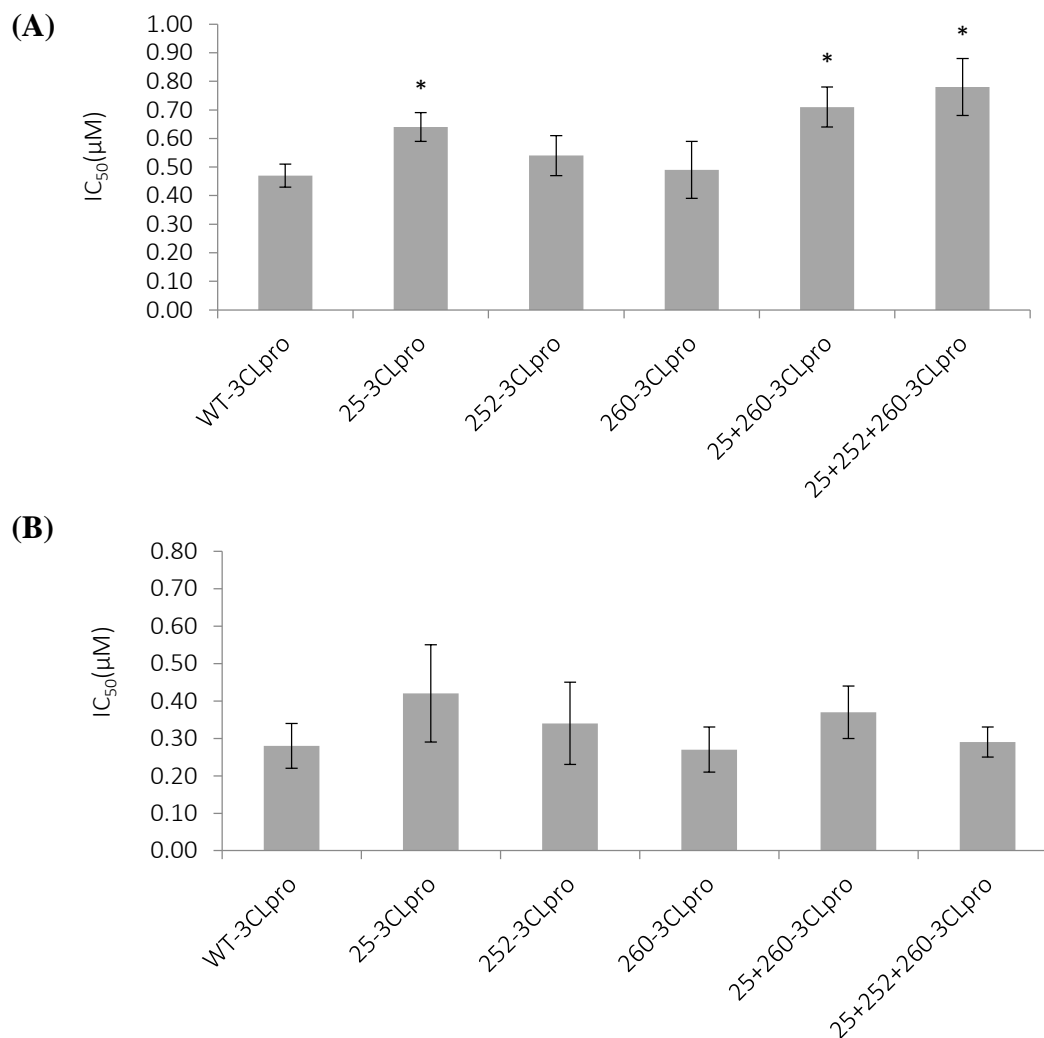 (A)
*
*
*
IC50(µM)
1.00
0.90
0.80
0.70
0.60
0.50
0.40
0.30
0.20
0.10
0.00
WT-3CLpro
25-3CLpro
252-3CLpro
260-3CLpro
25+260-3CLpro
25+252+260-3CLpro
(B)
IC50(µM)
0.80
0.70
0.60
0.50
0.40
0.30
0.20
0.10
0.00
WT-3CLpro
25-3CLpro
252-3CLpro
260-3CLpro
25+260-3CLpro
25+252+260-3CLpro